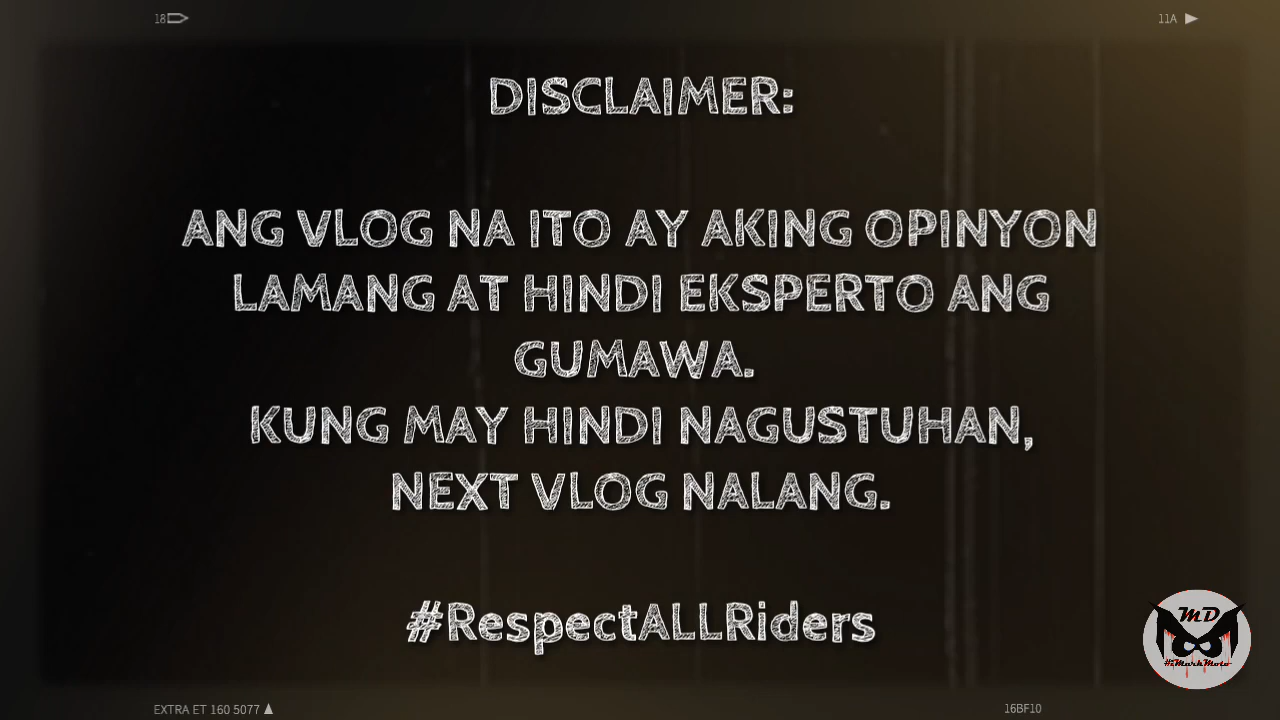 18
11A
DISCLAIMER:
ANG VLOG NA ITO AY AKING OPINYON
LAMANG AT HINDI EKSPERTO ANG
GUMAWA.
KUNG MAY HINDI NAGUSTUHAN,
NEXT VLOG NALANG.
#RespectALLRiders
MD
#iMarkMoto
EXTRA ET 160 5077
16BF10